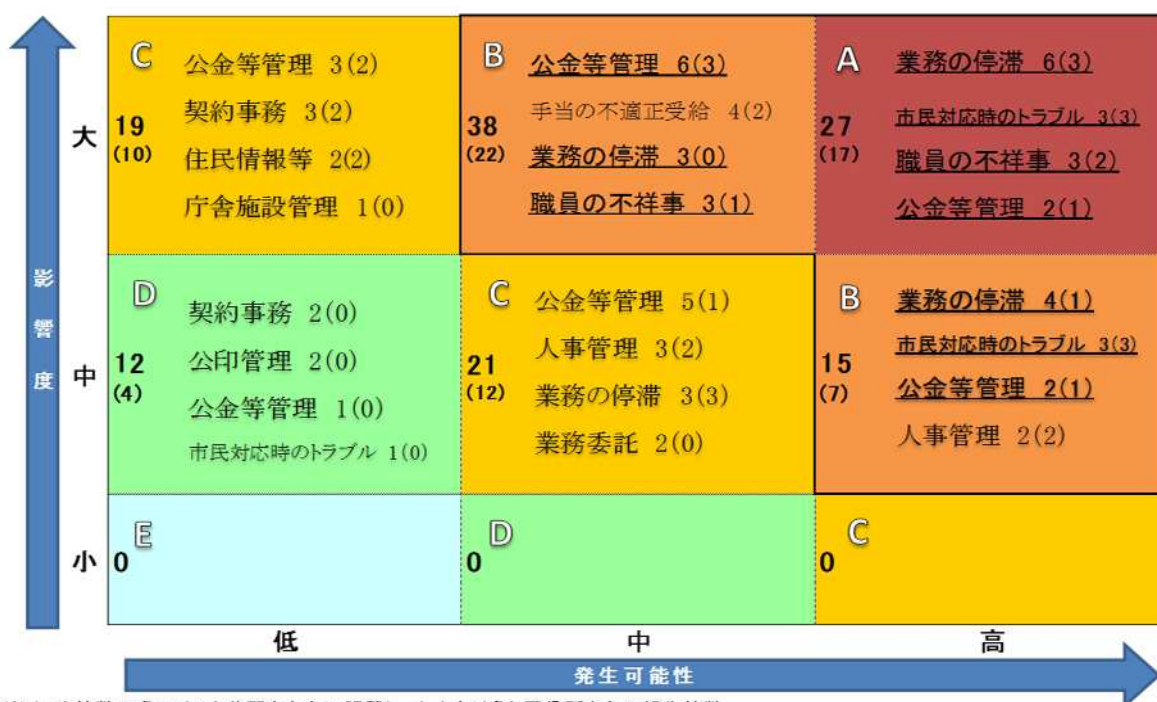 影響度
大
C
19
(10)
公金等管理 3(2)
契約事務 3(2)
住民情報等 2(2)
庁舎施設管理 1(0)
B
38
(22)
公金等管理 6(3)
手当の不適正受給 4(2)
業務の停滞 3(0)
職員の不祥事 3(1)
A
27
(17)
業務の停滞 6(3)
市民対応時のトラブル 3(3)
職員の不祥事 3(2)
公金等管理 2(1)
中
D
12
(4)
契約事務 2(0)
公印管理 2(0)
公金等管理 1(0)
市民対応時のトラブル 1(0)
C
21
(12)
公金等管理 5(1)
人事管理 3(2)
業務の停滞 3(3)
業務委託 2(0)
B
15
(7)
業務の停滞 4(1)
市民対応時のトラブル 3(3)
公金等管理 2(1)
人事管理 2(2)
小
E
0
D
0
C
0
低
中
高
発生可能性